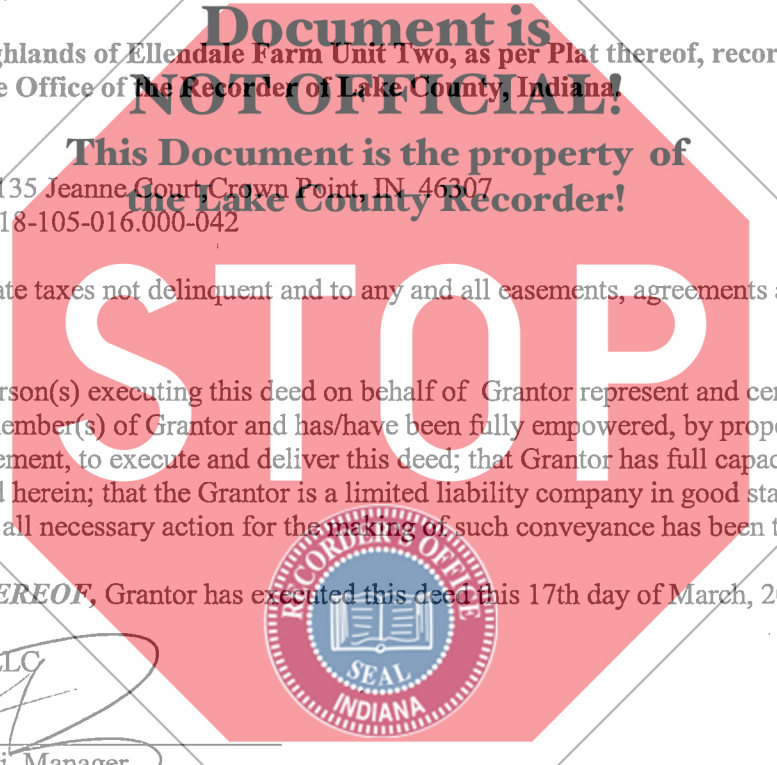 Document is
ghlands of Ellendale Farm Unit Two, as per Plat thereof, recor
e Office of the Recorder of Lake County, Indiana.
NOT OFFICIAL!
This Document is the property of
135 Jeanne Court, Crown Point, IN 46307
the Lake County Recorder!
18-105-016.000-042
ate taxes not delinquent and to any and all easements, agreements a
STOP
erson(s) executing this deed on behalf of Grantor represent and cer
ember(s) of Grantor and has/have been fully empowered, by prope
ement, to execute and deliver this deed; that Grantor has full capac
d herein; that the Grantor is a limited liability company in good sta
all necessary action for the making of such conveyance has been t
EREOF, Grantor has executed this deed this 17th day of March, 20
RECORDER'S OFFICE
SEAL
INDIANA
LLC
i, Manager